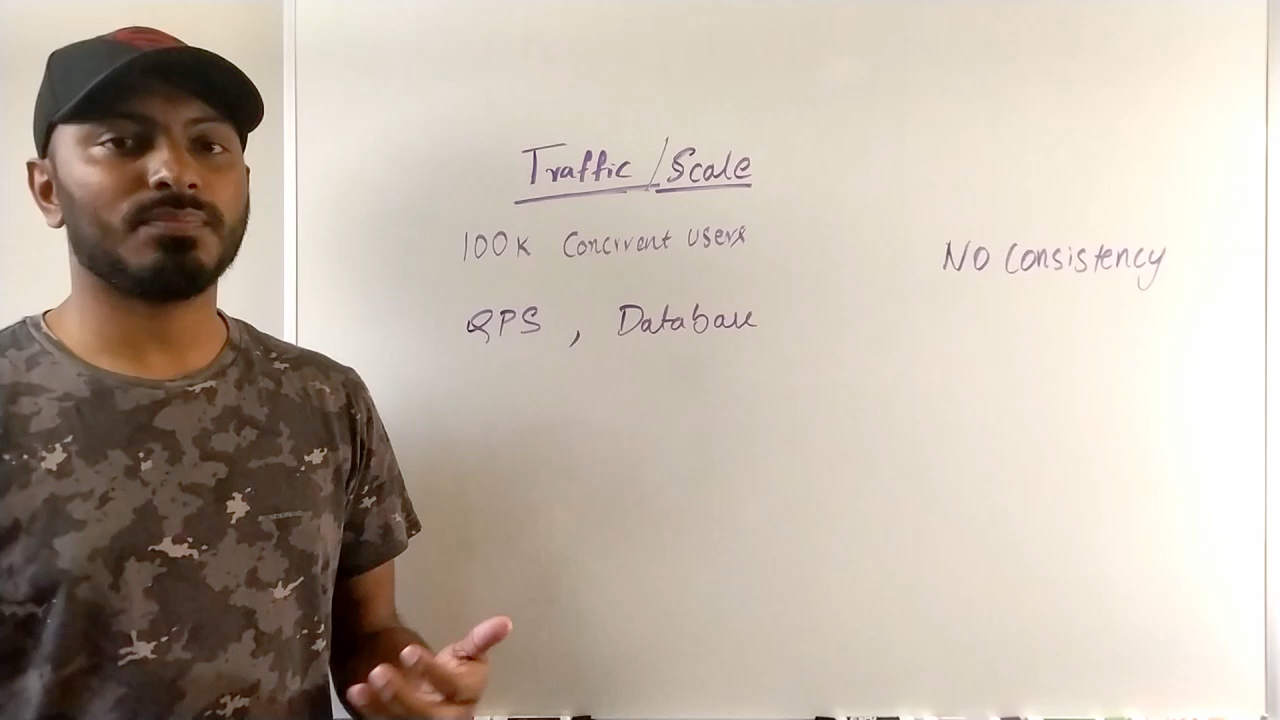 Traffic / Scale
100K Concurrent users
QPS , Database
NO Consistency